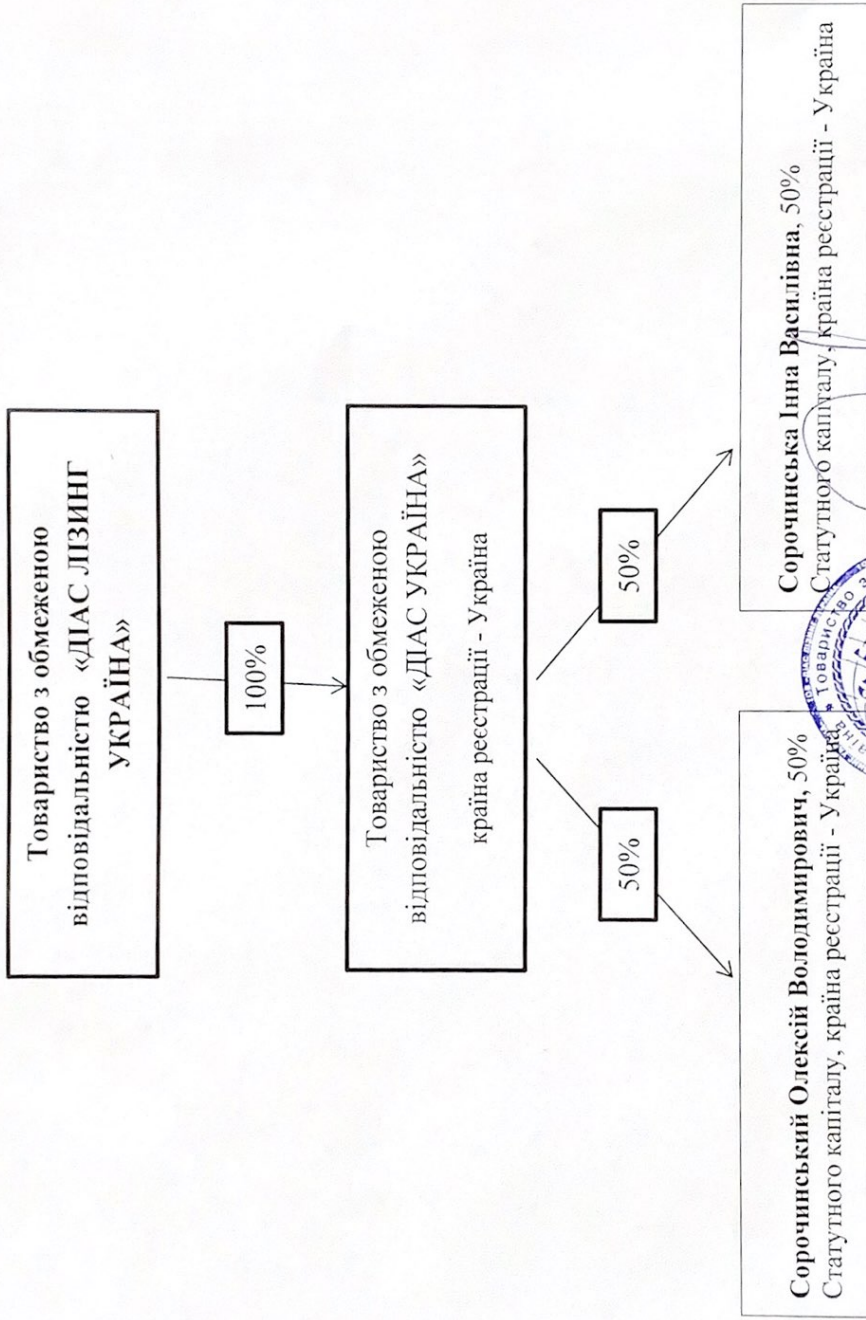 Товариство з обмеженою
відповідальністю «ДІАС ЛІЗИНГ
УКРАЇНА»
100%
Товариство з обмеженою
відповідальністю «ДІАС УКРАЇНА»
країна реєстрації - Україна
50%
50%
Сорочинський Олексій Володимирович, 50%
Статутного капіталу, країна реєстрації - Україна
Сорочинська Інна Василівна, 50%
Статутного капіталу, країна реєстрації - Україна
Товариство з